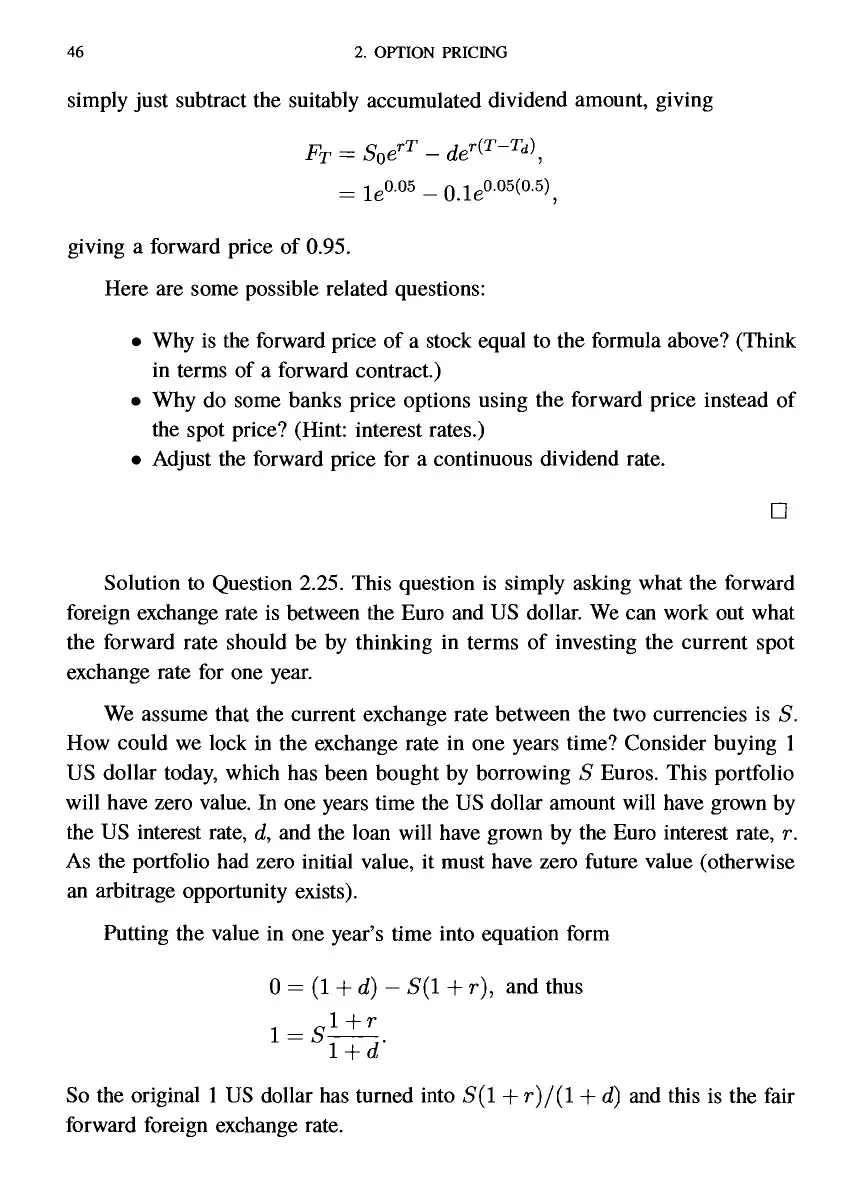 46 2. OPTION PRICING
simply just subtract the suitably accumulated dividend amount, giving
F_T = S_0e^{rT} − de^{r(T−T_d)},
= 1e^{0.05} − 0.1e^{0.05(0.5)},
giving a forward price of 0.95.
Here are some possible related questions:
• Why is the forward price of a stock equal to the formula above? (Think
in terms of a forward contract.)
• Why do some banks price options using the forward price instead of
the spot price? (Hint: interest rates.)
• Adjust the forward price for a continuous dividend rate.
□
Solution to Question 2.25. This question is simply asking what the forward
foreign exchange rate is between the Euro and US dollar. We can work out what
the forward rate should be by thinking in terms of investing the current spot
exchange rate for one year.
We assume that the current exchange rate between the two currencies is S.
How could we lock in the exchange rate in one years time? Consider buying 1
US dollar today, which has been bought by borrowing S Euros. This portfolio
will have zero value. In one years time the US dollar amount will have grown by
the US interest rate, d, and the loan will have grown by the Euro interest rate, r.
As the portfolio had zero initial value, it must have zero future value (otherwise
an arbitrage opportunity exists).
Putting the value in one year's time into equation form
0 = (1 + d) − S(1 + r), and thus
1 = S\frac{1 + r}{1 + d}.
So the original 1 US dollar has turned into S(1 + r)/(1 + d) and this is the fair
forward foreign exchange rate.